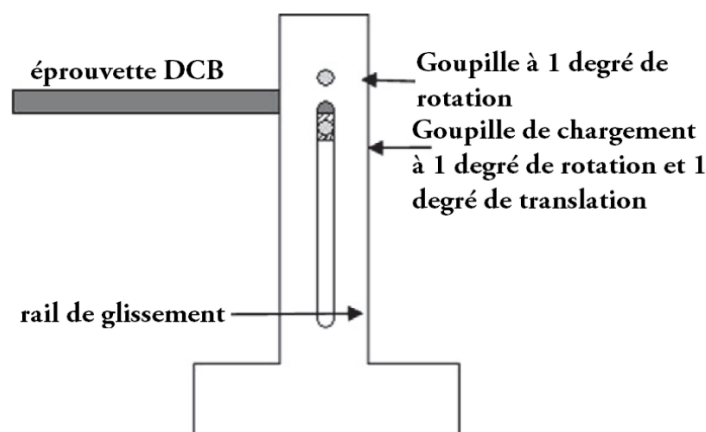 éprouvette DCB
Goupille à 1 degré de
rotation
Goupille de chargement
à 1 degré de rotation et 1
degré de translation
rail de glissement